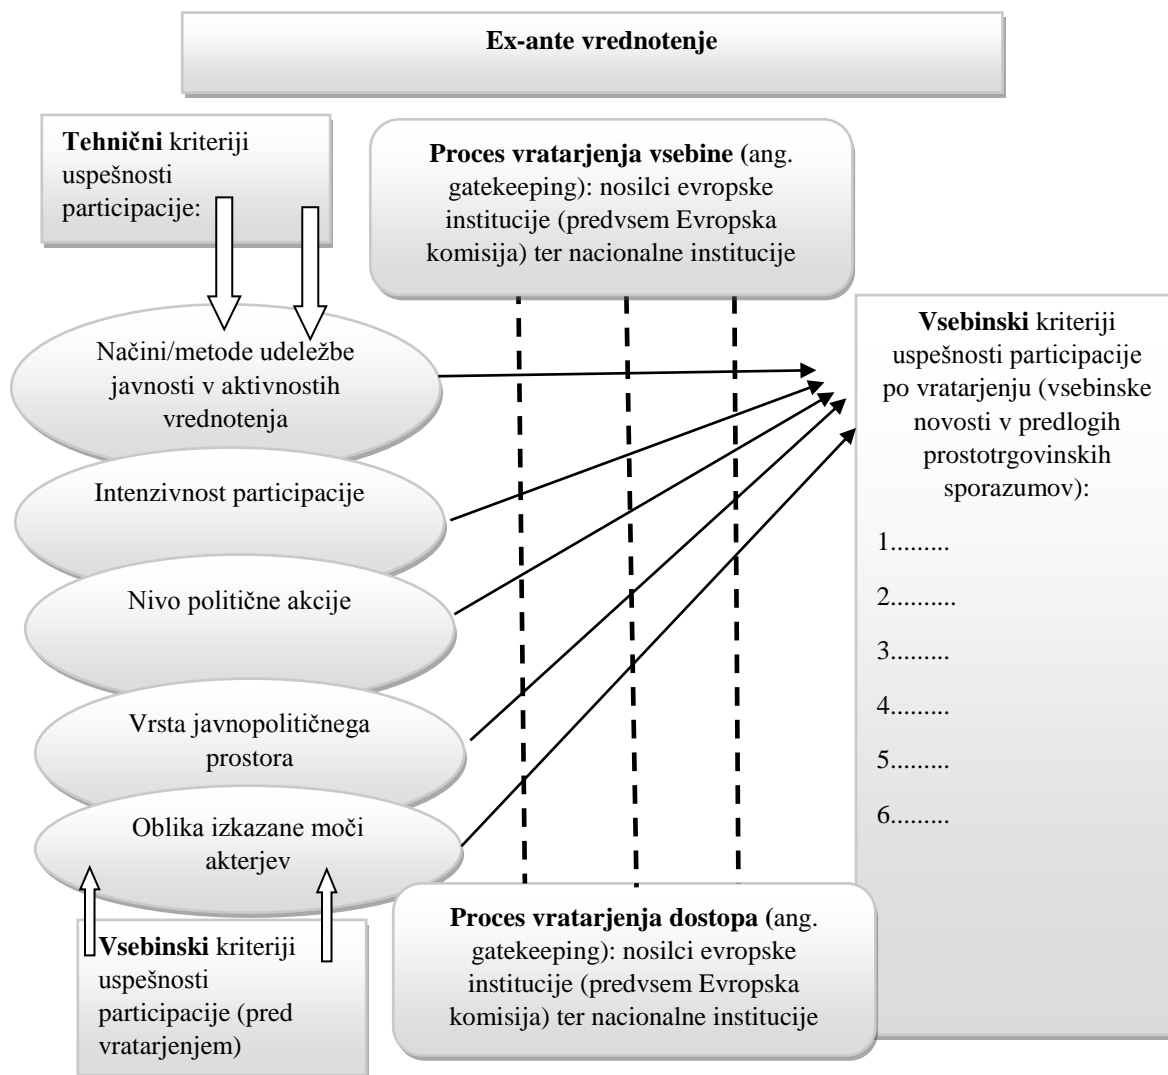 Ex-ante vrednotenje
Tehnični kriteriji
uspešnosti
participacije:
Proces vratarjenja vsebine (ang.
gatekeeping): nosilci evropske
institucije (predvsem Evropska
komisija) ter nacionalne institucije
Načini/metode udeležbe
javnosti v aktivnostih
vrednotenja
Intenzivnost participacije
Nivo politične akcije
Vrsta javnopolitičnega
prostora
Oblika izkazane moči
akterjev
Vsebinski kriteriji
uspešnosti
participacije (pred
vratarjenjem)
Proces vratarjenja dostopa (ang.
gatekeeping): nosilci evropske
institucije (predvsem Evropska
komisija) ter nacionalne institucije
Vsebinski kriteriji
uspešnosti participacije
po vratarjenju (vsebinske
novosti v predlogih
prostotrgovinskih
sporazumov):
1.........
2..........
3.........
4.........
5.........
6.........